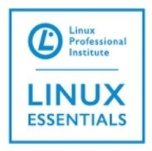 Linux
Professional
Institute
LINUX
ESSENTIALS